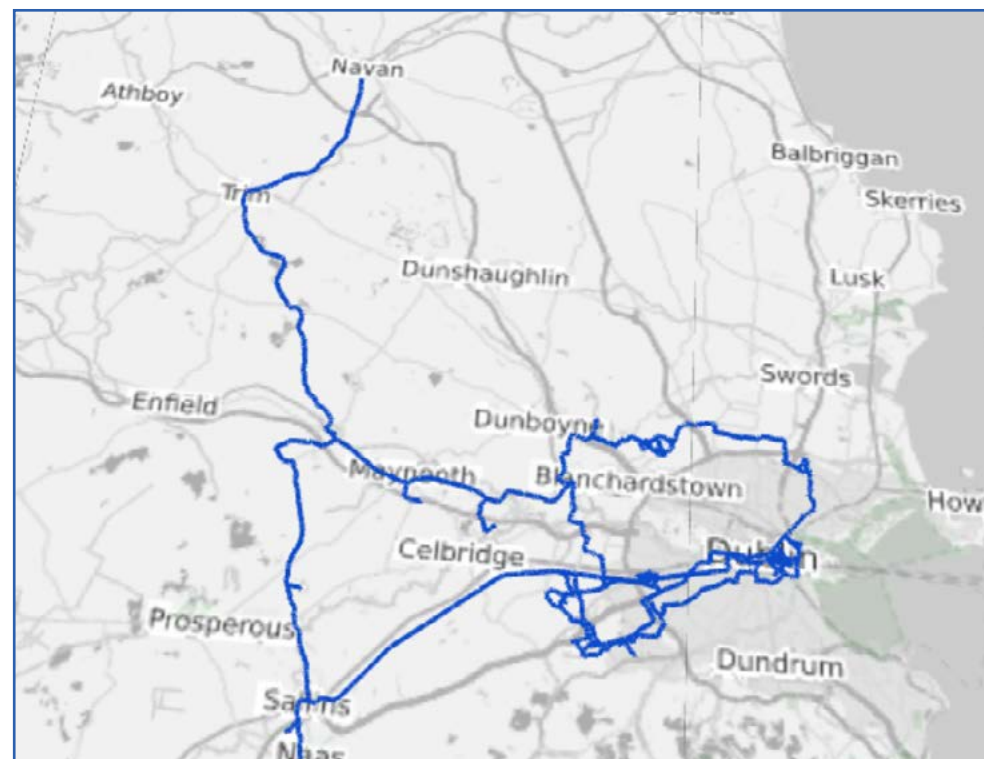 Navan
Athboy
Balbriggan
Trim
Skerries
Dunshaughlin
Lusk
Swords
Enfield
Dunboyne
Maynooth
Blanchardstown
How
Celbridge
Dublin
Prosperous
Dundrum
Sallins
Naas